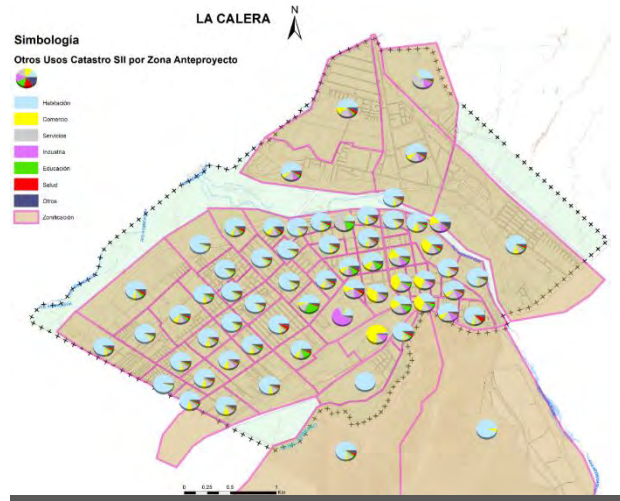 LA CALERA
N
Simbología
Otros Usos Catastro SII por Zona Anteproyecto
Habitación
Comercio
Servicios
Industria
Educación
Salud
Otros
Zonificación
0 0.25 0.5 1
Km